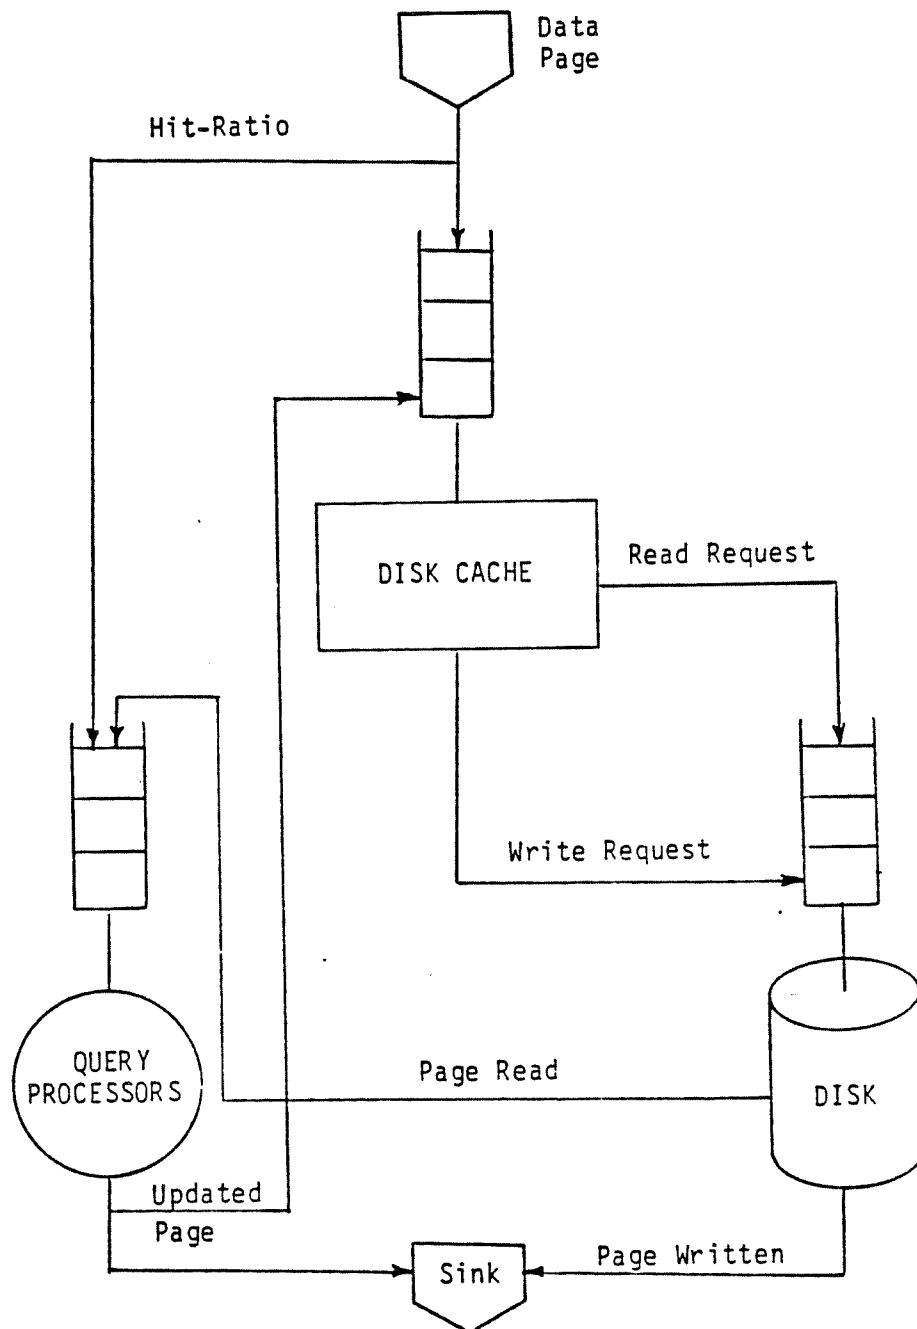 Data
Page
Hit-Ratio
DISK CACHE
Read Request
Write Request
QUERY
PROCESSORS
Page Read
DISK
Updated
Page
Sink
Page Written